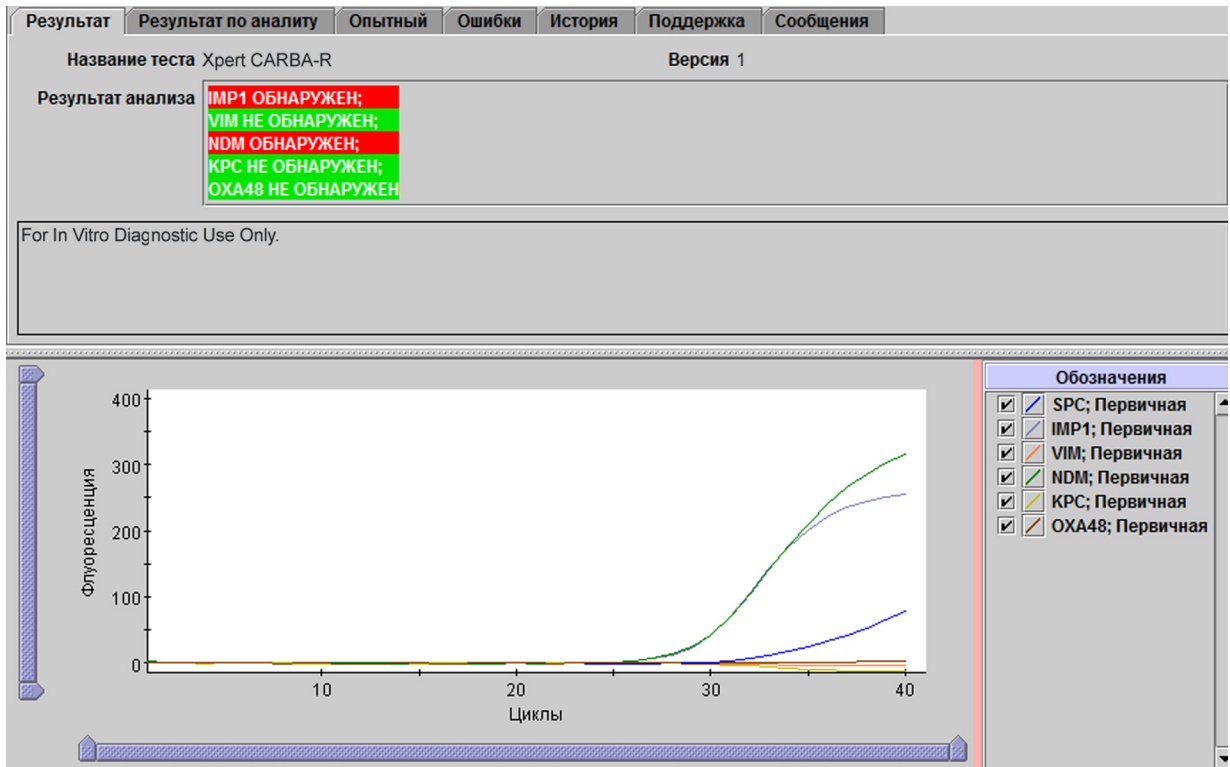 Результат Результат по аналиту Опытный Ошибки История Поддержка Сообщения
Название теста Xpert CARBA-R Версия 1
Результат анализа IMP1 ОБНАРУЖЕН;
VIM НЕ ОБНАРУЖЕН;
NDM ОБНАРУЖЕН;
KPC НЕ ОБНАРУЖЕН;
OXA48 НЕ ОБНАРУЖЕН
For In Vitro Diagnostic Use Only.
Обозначения
SPC; Первичная
IMP1; Первичная
VIM; Первичная
NDM; Первичная
KPC; Первичная
OXA48; Первичная
Флуоресценция
400
300
200
100
0
10 20 30 40
Циклы